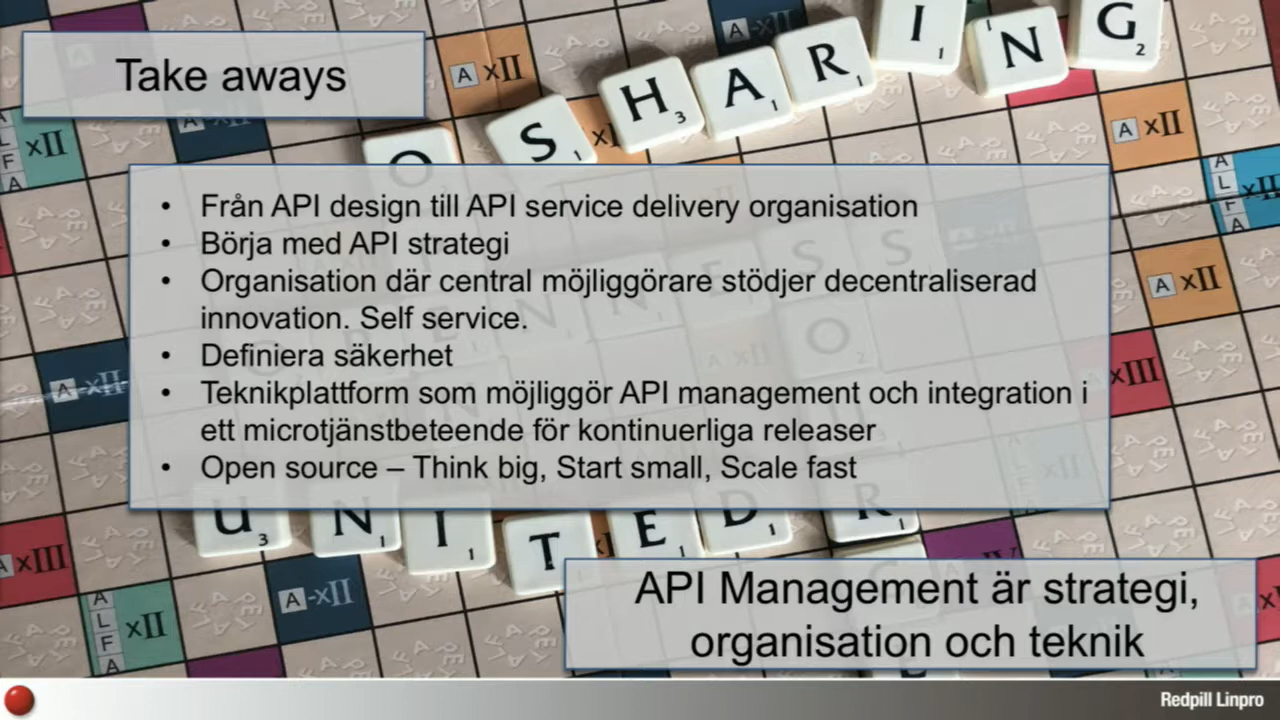 Take aways
SHARING
• Från API design till API service delivery organisation
• Börja med API strategi
• Organisation där central möjliggörare stödjer decentraliserad
innovation. Self service.
• Definiera säkerhet
• Teknikplattform som möjliggör API management och integration i
ett microtjänstbeteende för kontinuerliga releaser
• Open source – Think big, Start small, Scale fast
UNITED
API Management är strategi,
organisation och teknik
Redpill Linpro